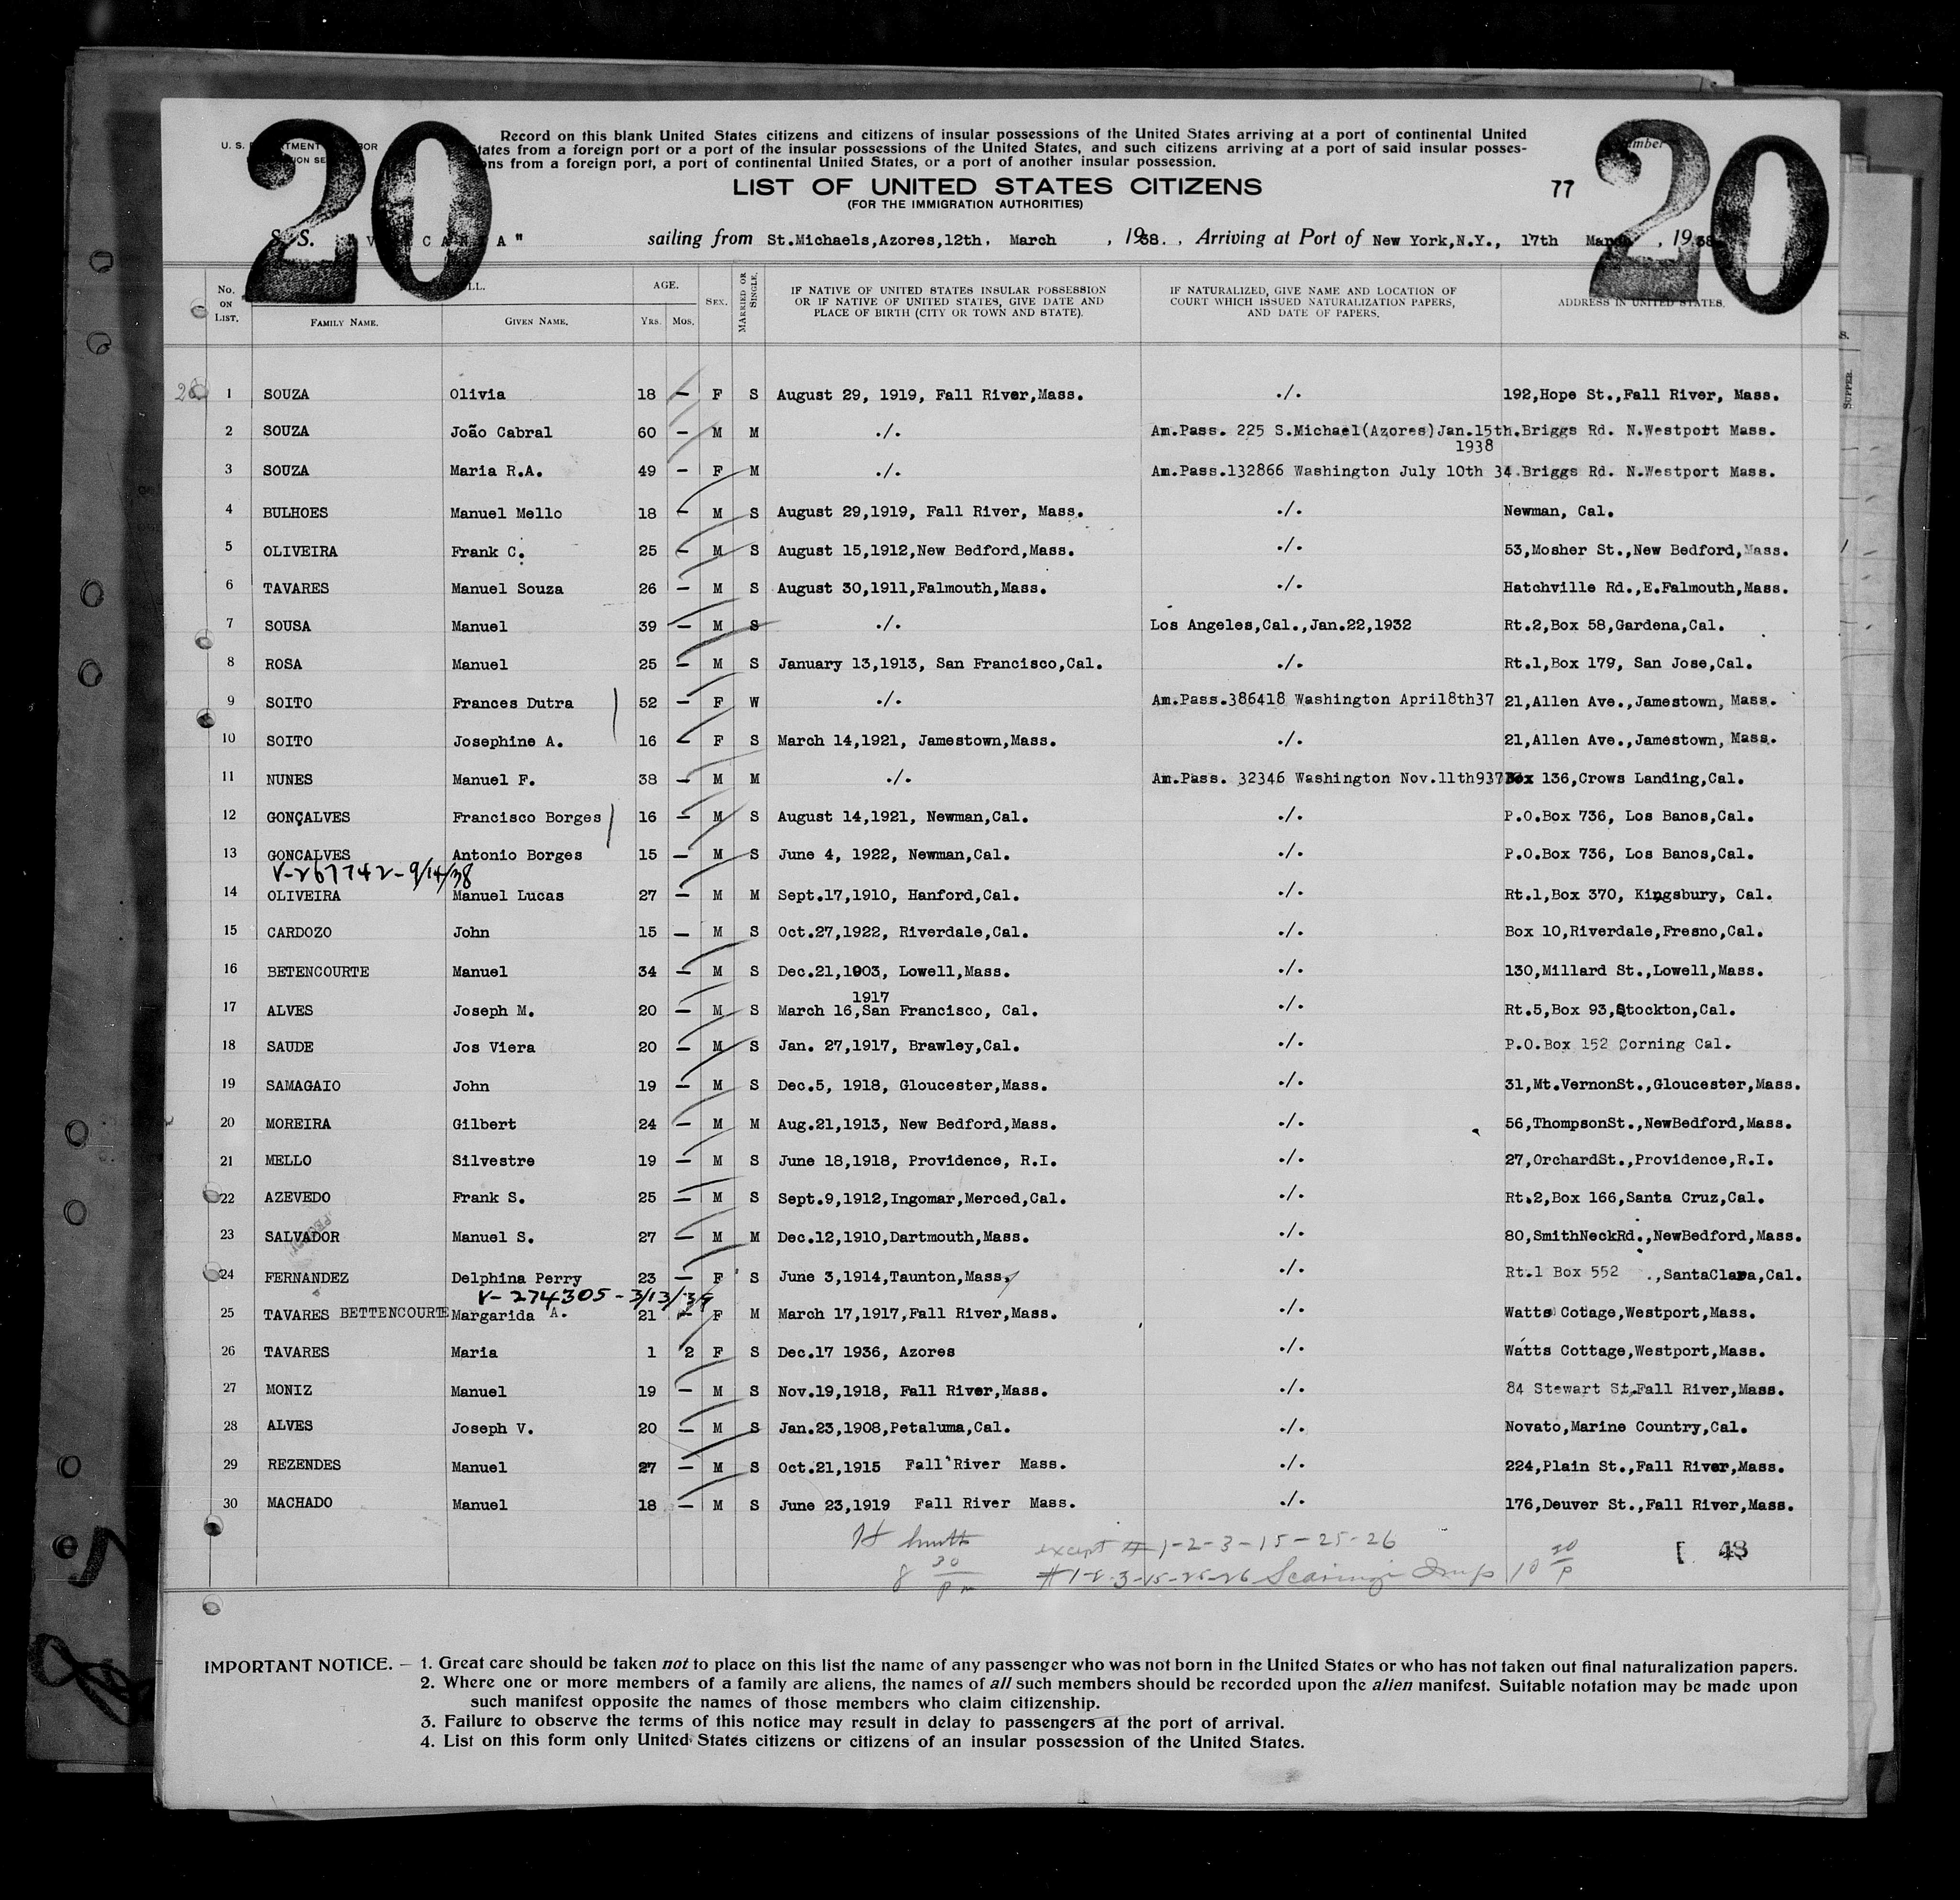 20
20
U. S.
Record on this blank United States citizens and citizens of insular possessions of the United States arriving at a port of continental United
States from a foreign port or a port of the insular possessions of the United States, and such citizens arriving at a port of said insular posses-
ons from a foreign port, a port of continental United States, or a port of another insular possession.
LIST OF UNITED STATES CITIZENS
(FOR THE IMMIGRATION AUTHORITIES)
77
S. S. sailing from St.Michaels,Azores,12th. March , 1938. , Arriving at Port of New York,N.Y., 17th March , 1938
No. ON LIST. AGE. SEX. MARRIED OR SINGLE. IF NATIVE OF UNITED STATES INSULAR POSSESSION IF NATURALIZED, GIVE NAME AND LOCATION OF ADDRESS IN UNITED STATES.
OR IF NATIVE OF UNITED STATES, GIVE DATE AND COURT WHICH ISSUED NATURALIZATION PAPERS,
FAMILY NAME. GIVEN NAME. YRS. MOS. PLACE OF BIRTH (CITY OR TOWN AND STATE). AND DATE OF PAPERS.
1 SOUZA Olivia 18 — F S August 29, 1919, Fall River,Mass. ./. 192,Hope St.,Fall River, Mass.
2 SOUZA João Cabral 60 — M M ./. Am.Pass. 225 S.Michael(Azores)Jan.15th. Briggs Rd. N.Westport Mass.
1938
3 SOUZA Maria R.A. 49 — F M ./. Am.Pass.132866 Washington July 10th 34. Briggs Rd. N.Westport Mass.
4 BULHOES Manuel Mello 18 — M S August 29,1919, Fall River, Mass. ./. Newman, Cal.
5 OLIVEIRA Frank C. 25 — M S August 15,1912,New Bedford,Mass. ./. 53,Mosher St.,New Bedford,Mass.
6 TAVARES Manuel Souza 26 — M S August 30,1911,Falmouth,Mass. ./. Hatchville Rd.,E.Falmouth,Mass.
7 SOUSA Manuel 39 — M S ./. Los Angeles,Cal.,Jan.22,1932 Rt.2,Box 58,Gardena,Cal.
8 ROSA Manuel 25 — M S January 13,1913, San Francisco,Cal. ./. Rt.1,Box 179, San Jose,Cal.
9 SOITO Frances Dutra 52 — F W ./. Am.Pass.386418 Washington April8th37 21,Allen Ave.,Jamestown, Mass.
10 SOITO Josephine A. 16 — F S March 14,1921, Jamestown,Mass. ./. 21,Allen Ave.,Jamestown, Mass.
11 NUNES Manuel F. 38 — M M ./. Am.Pass. 32346 Washington Nov.11th937 Box 136,Crows Landing,Cal.
12 GONÇALVES Francisco Borges 16 — M S August 14,1921, Newman,Cal. ./. P.O.Box 736, Los Banos,Cal.
13 GONCALVES Antonio Borges 15 — M S June 4, 1922, Newman,Cal. ./. P.O.Box 736, Los Banos,Cal.
V-267742-9/14/38
14 OLIVEIRA Manuel Lucas 27 — M M Sept.17,1910, Hanford,Cal. ./. Rt.1,Box 370, Kingsbury, Cal.
15 CARDOZO John 15 — M S Oct.27,1922, Riverdale,Cal. ./. Box 10,Riverdale,Fresno,Cal.
16 BETENCOURTE Manuel 34 — M S Dec.21,1903, Lowell,Mass. ./. 130,Millard St.,Lowell,Mass.
1917
17 ALVES Joseph M. 20 — M S March 16,San Francisco, Cal. ./. Rt.5,Box 93,Stockton,Cal.
18 SAUDE Jos Viera 20 — M S Jan. 27,1917, Brawley,Cal. ./. P.O.Box 152 Corning Cal.
19 SAMAGAIO John 19 — M S Dec.5, 1918, Gloucester,Mass. ./. 31,Mt.VernonSt.,Gloucester,Mass.
20 MOREIRA Gilbert 24 — M M Aug.21,1913, New Bedford,Mass. ./. 56,ThompsonSt.,NewBedford,Mass.
21 MELLO Silvestre 19 — M S June 18,1918, Providence, R.I. ./. 27,OrchardSt.,Providence,R.I.
22 AZEVEDO Frank S. 25 — M S Sept.9,1912,Ingomar,Merced,Cal. ./. Rt.2,Box 166,Santa Cruz,Cal.
23 SALVADOR Manuel S. 27 — M M Dec.12,1910,Dartmouth,Mass. ./. 80,SmithNeckRd.,NewBedford,Mass.
24 FERNANDEZ Delphina Perry 23 — F S June 3,1914,Taunton,Mass. ./. Rt.1 Box 552 .,SantaClara,Cal.
V-274305-3/13/39
25 TAVARES BETTENCOURTE Margarida A. 21 — F M March 17,1917,Fall River,Mass. ./. Watts Cotage,Westport,Mass.
26 TAVARES Maria 1 2 F S Dec.17 1936, Azores ./. Watts Cottage,Westport,Mass.
27 MONIZ Manuel 19 — M S Nov.19,1918, Fall River,Mass. ./. 84 Stewart St.Fall River,Mass.
28 ALVES Joseph V. 20 — M S Jan.23,1908,Petaluma,Cal. ./. Novato,Marine Country,Cal.
29 REZENDES Manuel 27 — M S Oct.21,1915 Fall River Mass. ./. 224,Plain St.,Fall River,Mass.
30 MACHADO Manuel 18 — M S June 23,1919 Fall River Mass. ./. 176,Deuver St.,Fall River,Mass.
except # 1-2-3-15-25-26
8 30 pm #1-2-3-15-25-26 Insp 10 30 P
[ 48
IMPORTANT NOTICE. — 1. Great care should be taken not to place on this list the name of any passenger who was not born in the United States or who has not taken out final naturalization papers.
2. Where one or more members of a family are aliens, the names of all such members should be recorded upon the alien manifest. Suitable notation may be made upon
such manifest opposite the names of those members who claim citizenship.
3. Failure to observe the terms of this notice may result in delay to passengers at the port of arrival.
4. List on this form only United States citizens or citizens of an insular possession of the United States.
SUPPER.